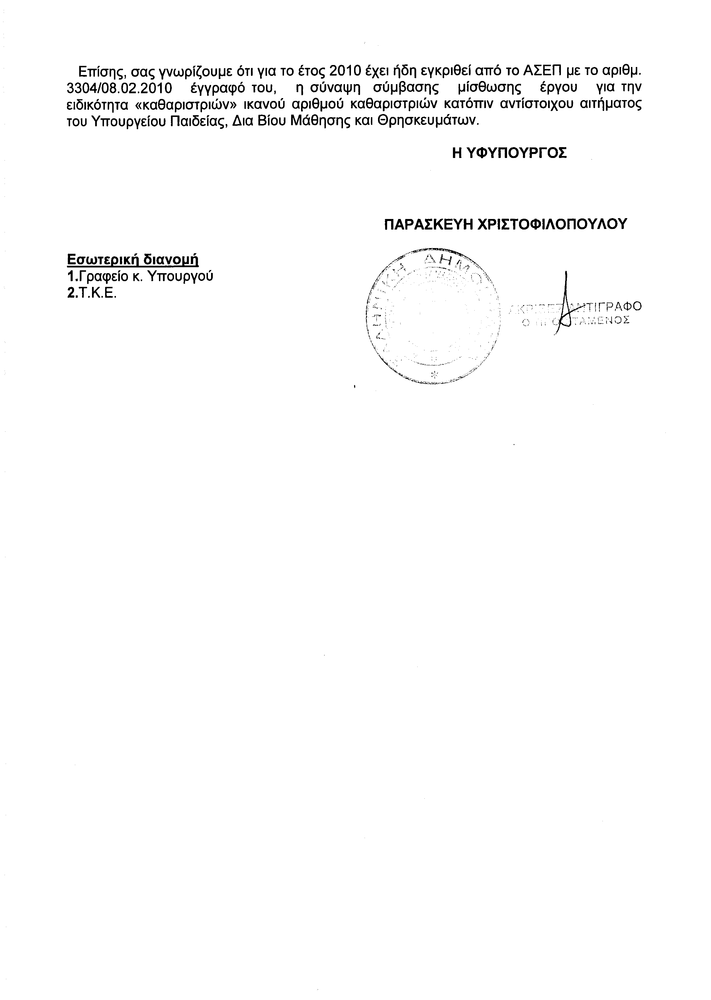 Επίσης, σας γνωρίζουμε ότι για το έτος 2010 έχει ήδη εγκριθεί από το ΑΣΕΠ με το αριθμ.
3304/08.02.2010 έγγραφό του, η σύναψη σύμβασης μίσθωσης έργου για την
ειδικότητα «καθαριστριών» ικανού αριθμού καθαριστριών κατόπιν αντίστοιχου αιτήματος
του Υπουργείου Παιδείας, Δια Βίου Μάθησης και Θρησκευμάτων.
Η ΥΦΥΠΟΥΡΓΟΣ
ΠΑΡΑΣΚΕΥΗ ΧΡΙΣΤΟΦΙΛΟΠΟΥΛΟΥ
Εσωτερική διανομή
1.Γραφείο κ. Υπουργού
2.Τ.Κ.Ε.
ΑΚΡΙΒΕΣ ΑΝΤΙΓΡΑΦΟ
Ο ΠΡΟΪΣΤΑΜΕΝΟΣ